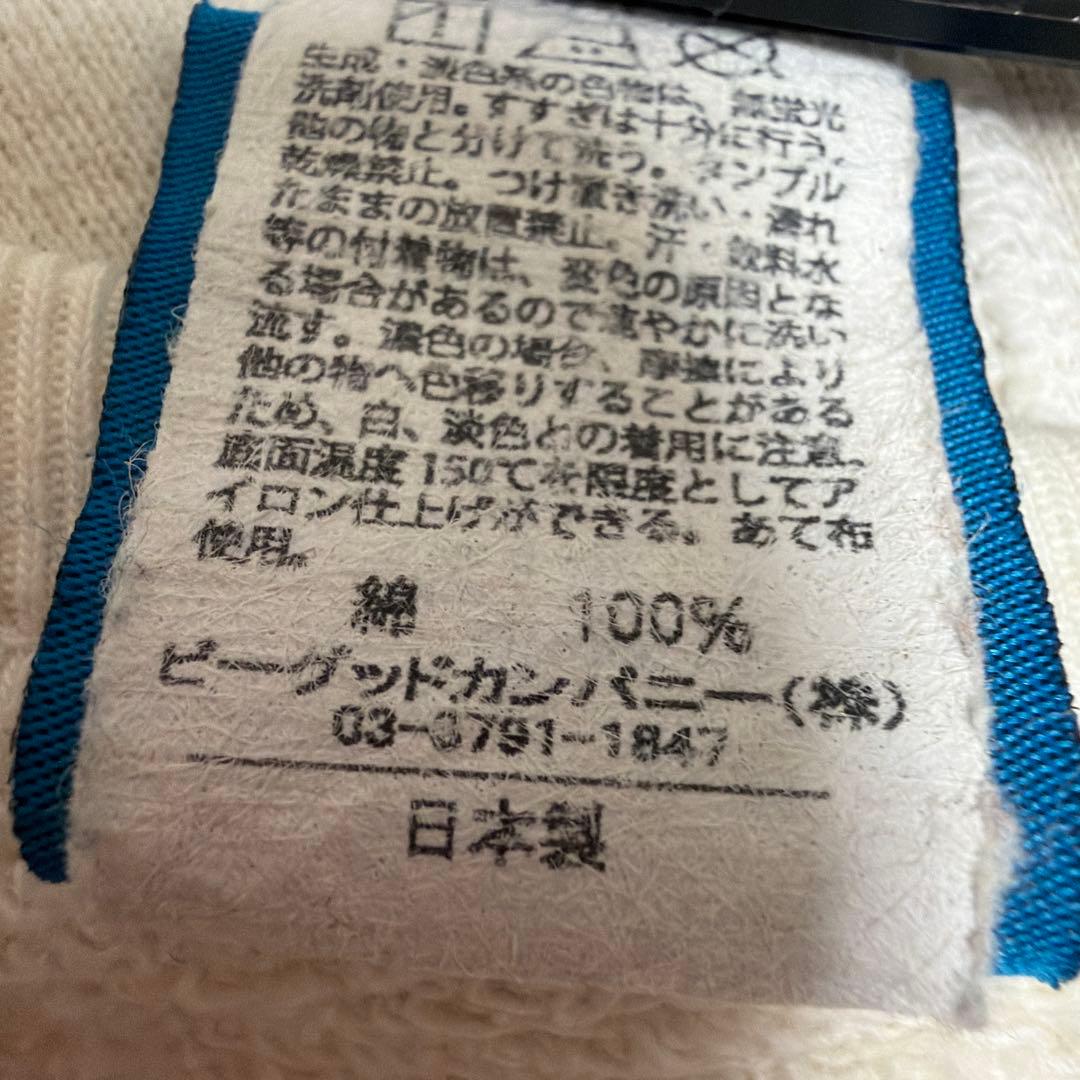 生成・淡色系の色物は、無蛍光
洗剤使用。すすぎは十分に行う。
他の物と分けて洗う。タンブル
乾燥禁止。つけ置き洗い・濡れ
たままの放置禁止。汗・飲料水
等の付着物は、変色の原因とな
る場合があるので速やかに洗い
流す。濃色の場合、摩擦により
他の物へ色移りすることがある
ため、白、淡色との着用に注意。
底面温度150℃を限度としてア
イロン仕上げができる。あて布
使用。
綿 100%
ビーグッドカンパニー(株)
03-3791-1847
日本製